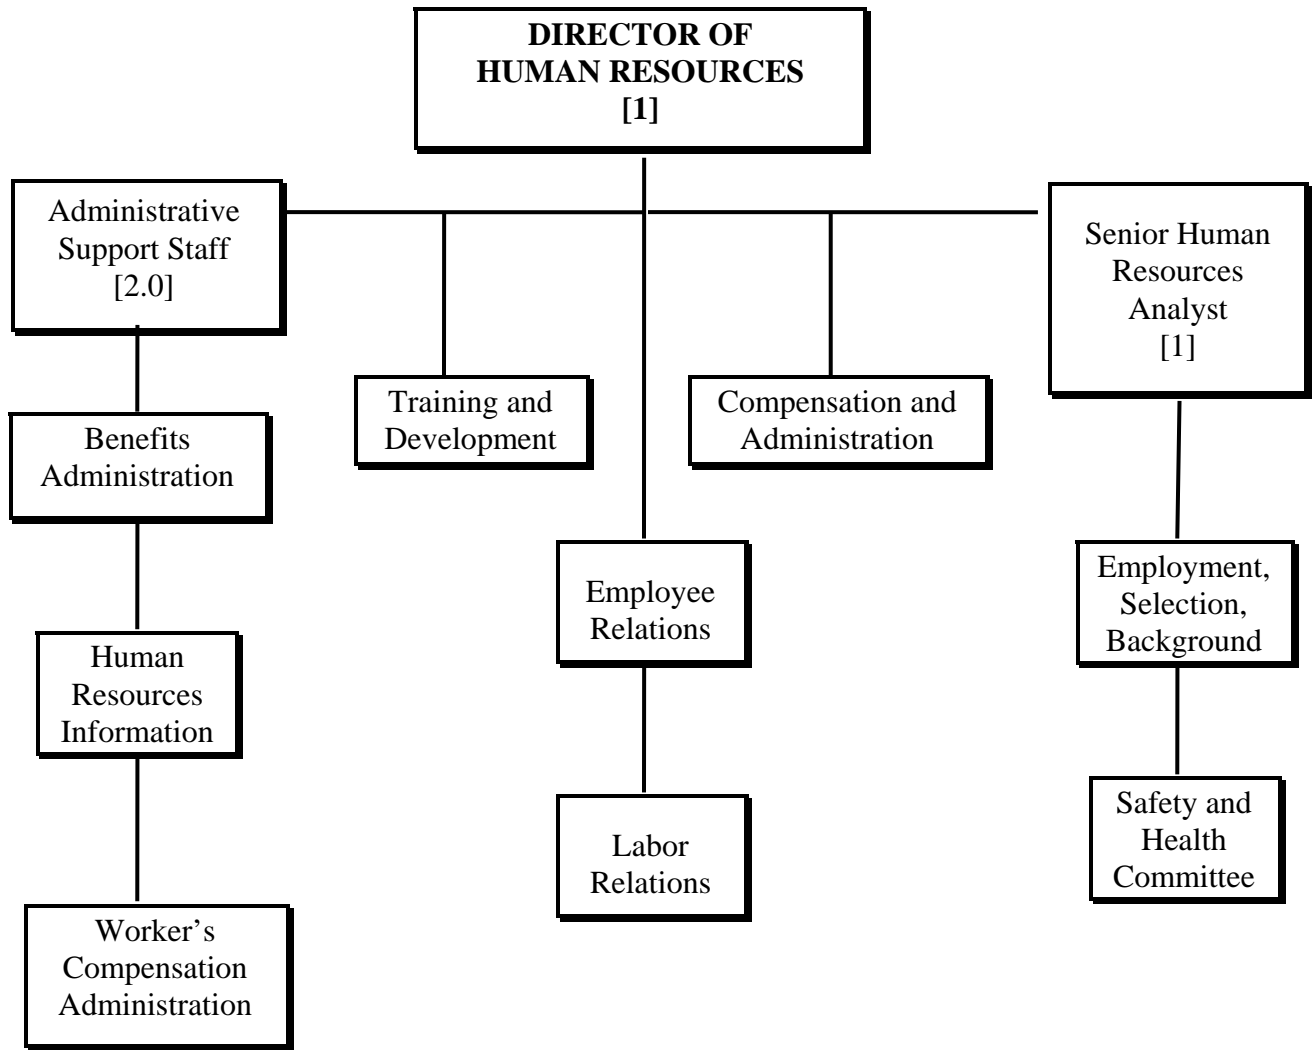 DIRECTOR OF
HUMAN RESOURCES
[1]
Administrative
Support Staff
[2.0]
Senior Human
Resources
Analyst
[1]
Training and
Development
Compensation and
Administration
Benefits
Administration
Employee
Relations
Employment,
Selection,
Background
Human
Resources
Information
Labor
Relations
Safety and
Health
Committee
Worker’s
Compensation
Administration